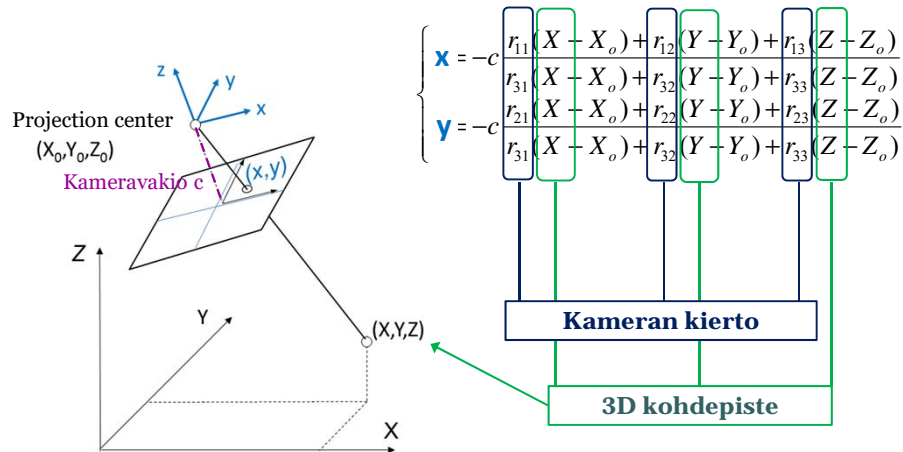 x = -c r₁₁(X − Xₒ) + r₁₂(Y − Yₒ) + r₁₃(Z − Zₒ)
r₃₁(X − Xₒ) + r₃₂(Y − Yₒ) + r₃₃(Z − Zₒ)
y = -c r₂₁(X − Xₒ) + r₂₂(Y − Yₒ) + r₂₃(Z − Zₒ)
r₃₁(X − Xₒ) + r₃₂(Y − Yₒ) + r₃₃(Z − Zₒ)
z
y
x
Projection center
(X₀,Y₀,Z₀)
Kameravakio c
(x,y)
Z
Y
(X,Y,Z)
X
Kameran kierto
3D kohdepiste